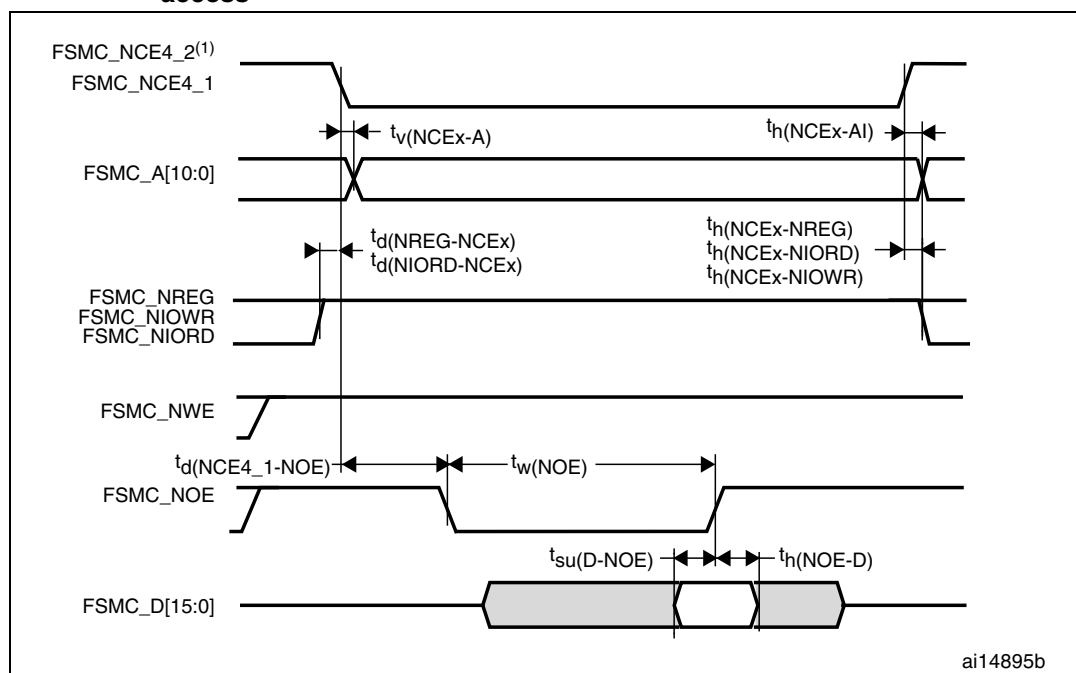 access
FSMC_NCE4_2(1)
FSMC_NCE4_1
tv(NCEx-A)
th(NCEx-AI)
FSMC_A[10:0]
td(NREG-NCEx)
td(NIORD-NCEx)
th(NCEx-NREG)
th(NCEx-NIORD)
th(NCEx-NIOWR)
FSMC_NREG
FSMC_NIOWR
FSMC_NIORD
FSMC_NWE
td(NCE4_1-NOE)
tw(NOE)
FSMC_NOE
tsu(D-NOE)
th(NOE-D)
FSMC_D[15:0]
ai14895b